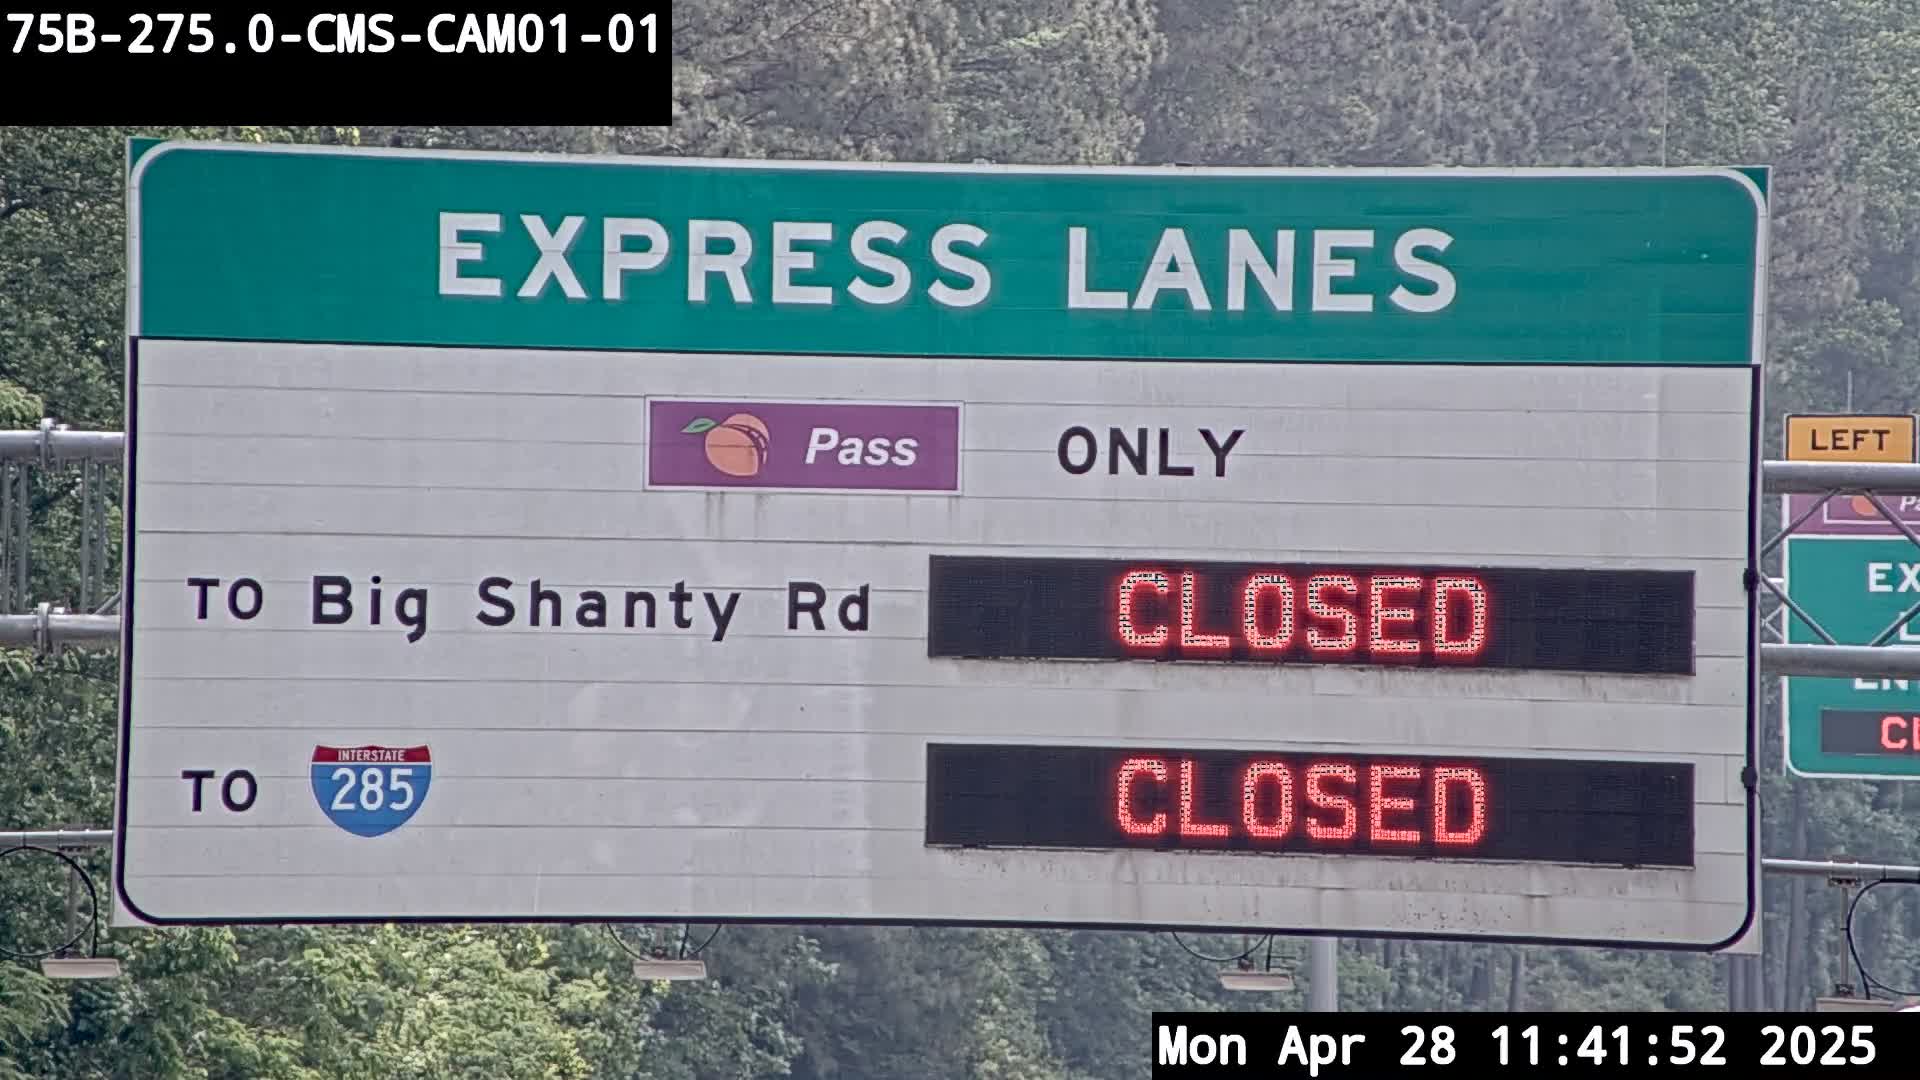 75B-275.0-CMS-CAM01-01
EXPRESS LANES
Pass ONLY
TO Big Shanty Rd CLOSED
TO INTERSTATE 285 CLOSED
LEFT
Mon Apr 28 11:41:52 2025